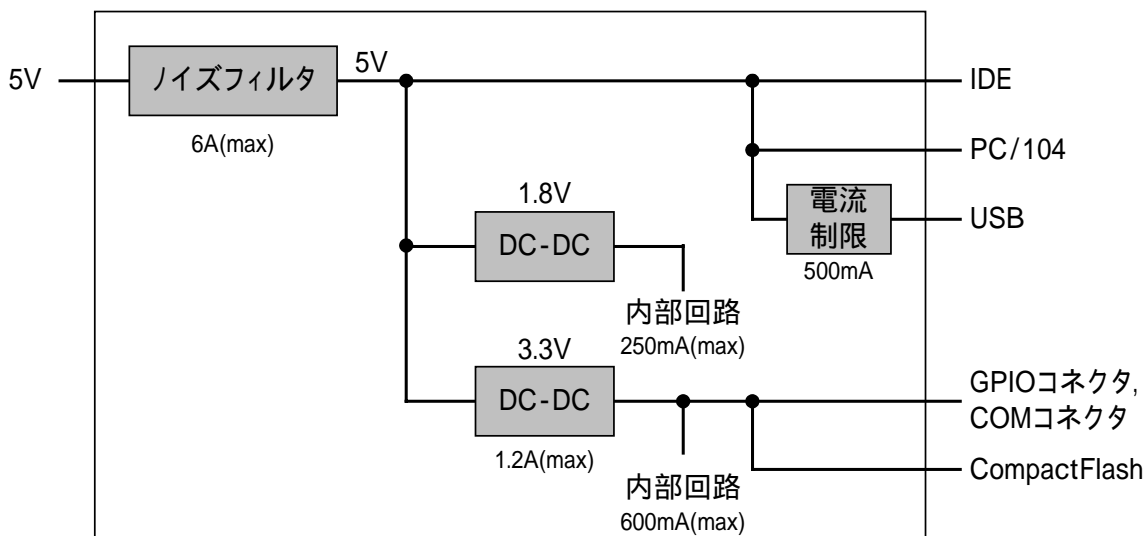 5V
ノイズフィルタ
6A(max)
5V
IDE
PC/104
電流
制限
500mA
USB
1.8V
DC-DC
内部回路
250mA(max)
3.3V
DC-DC
1.2A(max)
内部回路
600mA(max)
GPIOコネクタ,
COMコネクタ
CompactFlash